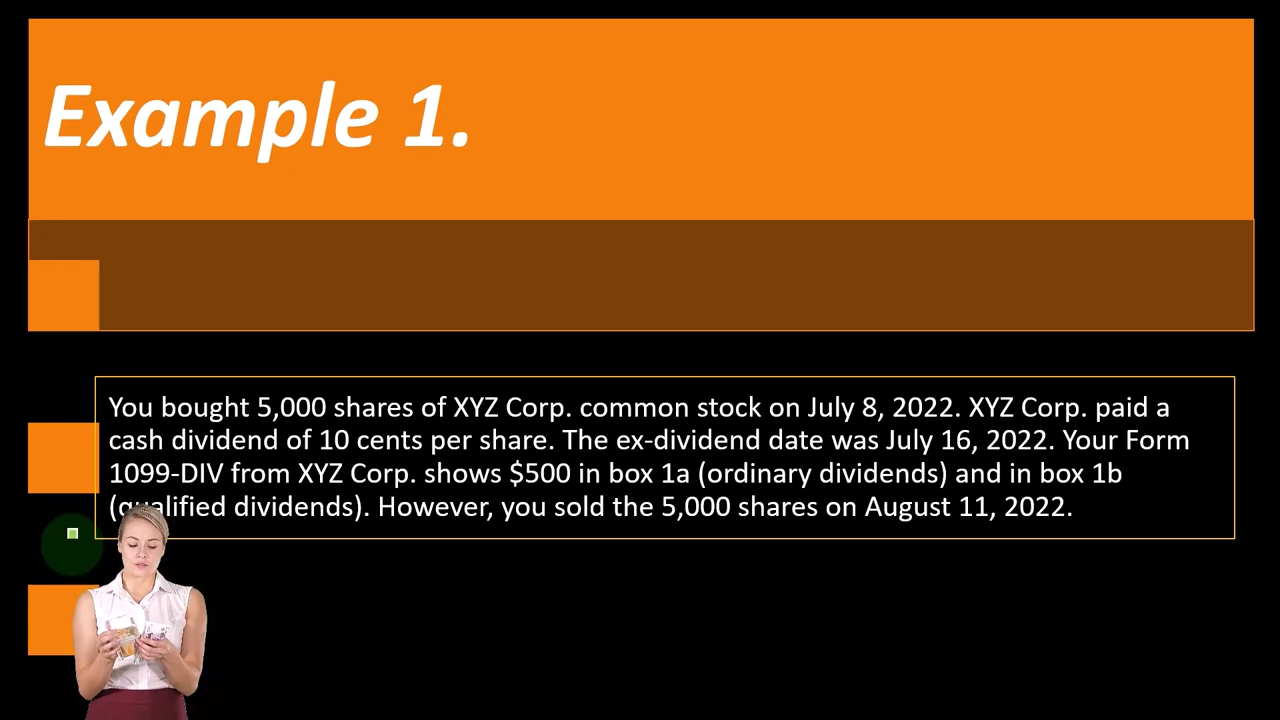 Example 1.
You bought 5,000 shares of XYZ Corp. common stock on July 8, 2022. XYZ Corp. paid a
cash dividend of 10 cents per share. The ex-dividend date was July 16, 2022. Your Form
1099-DIV from XYZ Corp. shows $500 in box 1a (ordinary dividends) and in box 1b
(qualified dividends). However, you sold the 5,000 shares on August 11, 2022.